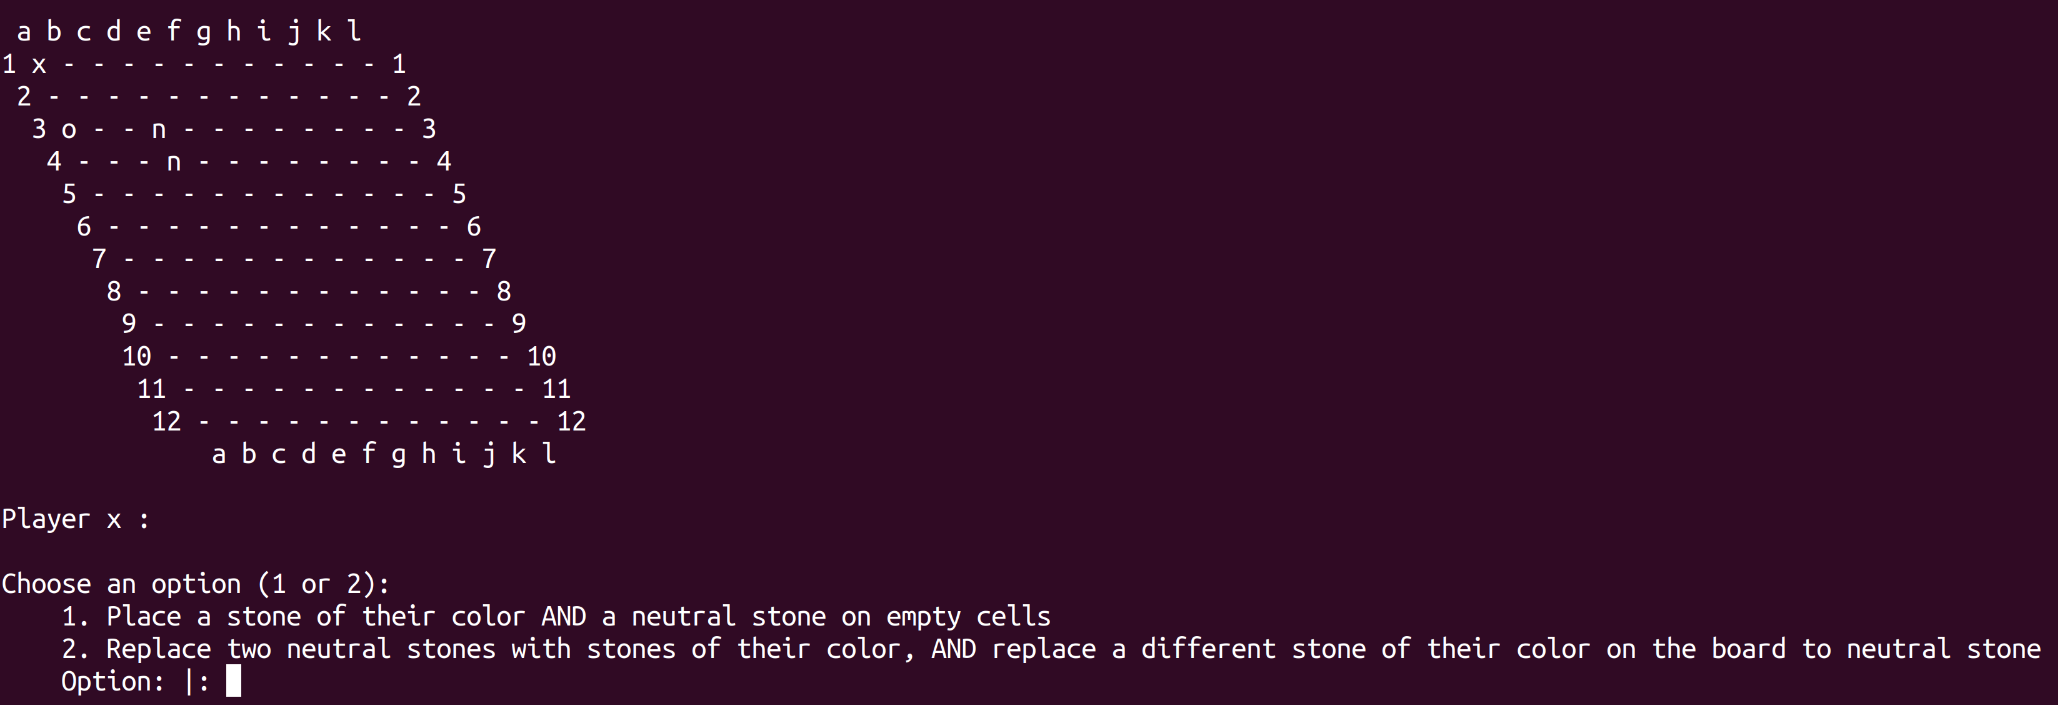 a b c d e f g h i j k l
1 x - - - - - - - - - - - 1
 2 - - - - - - - - - - - - 2
  3 o - - n - - - - - - - - 3
   4 - - - n - - - - - - - - 4
    5 - - - - - - - - - - - - 5
     6 - - - - - - - - - - - - 6
      7 - - - - - - - - - - - - 7
       8 - - - - - - - - - - - - 8
        9 - - - - - - - - - - - - 9
        10 - - - - - - - - - - - - 10
         11 - - - - - - - - - - - - 11
          12 - - - - - - - - - - - - 12
              a b c d e f g h i j k l
Player x :
Choose an option (1 or 2):
    1. Place a stone of their color AND a neutral stone on empty cells
    2. Replace two neutral stones with stones of their color, AND replace a different stone of their color on the board to neutral stone
    Option: |: